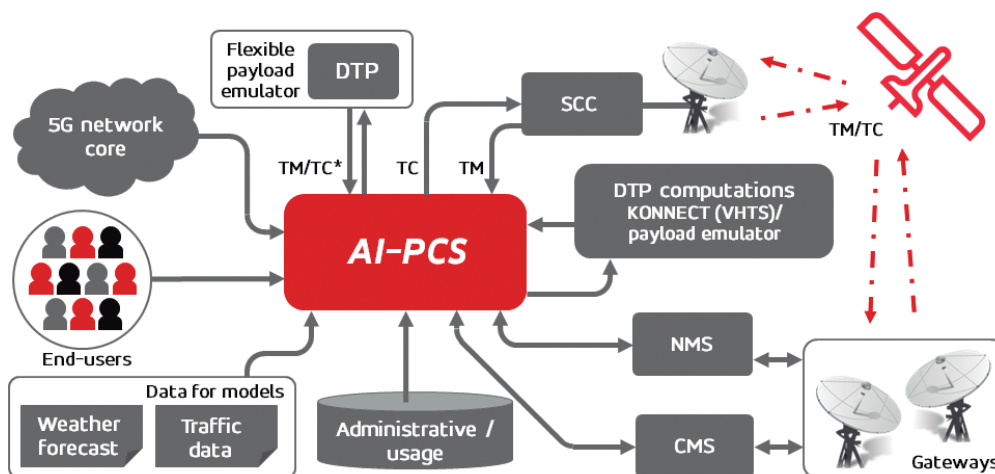 Flexible
payload
emulator
DTP
SCC
TM/TC
5G network
core
TM/TC*
TC
TM
DTP computations
KONNECT (VHTS)/
payload emulator
AI-PCS
End-users
NMS
Data for models
Weather
forecast
Traffic
data
Administrative /
usage
CMS
Gateways